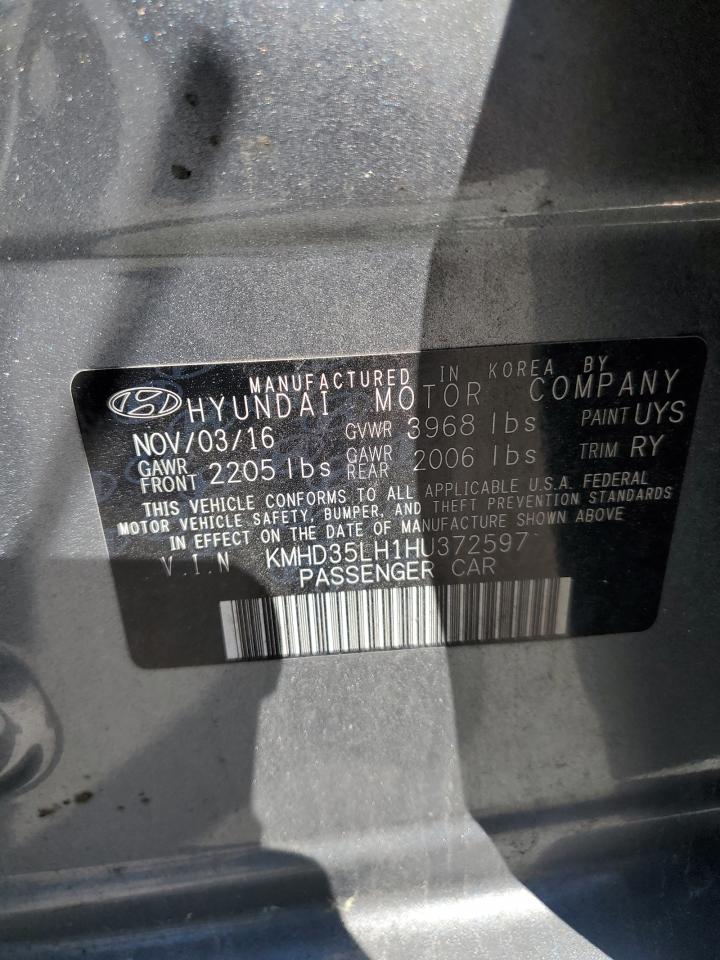 MANUFACTURED IN KOREA BY
HYUNDAI MOTOR COMPANY
NOV/03/16 GVWR 3968 lbs PAINT UYS
GAWR FRONT 2205 lbs GAWR REAR 2006 lbs TRIM RY
THIS VEHICLE CONFORMS TO ALL APPLICABLE U.S.A. FEDERAL
MOTOR VEHICLE SAFETY, BUMPER, AND THEFT PREVENTION STANDARDS
IN EFFECT ON THE DATE OF MANUFACTURE SHOWN ABOVE
V.I.N KMHD35LH1HU372597
PASSENGER CAR